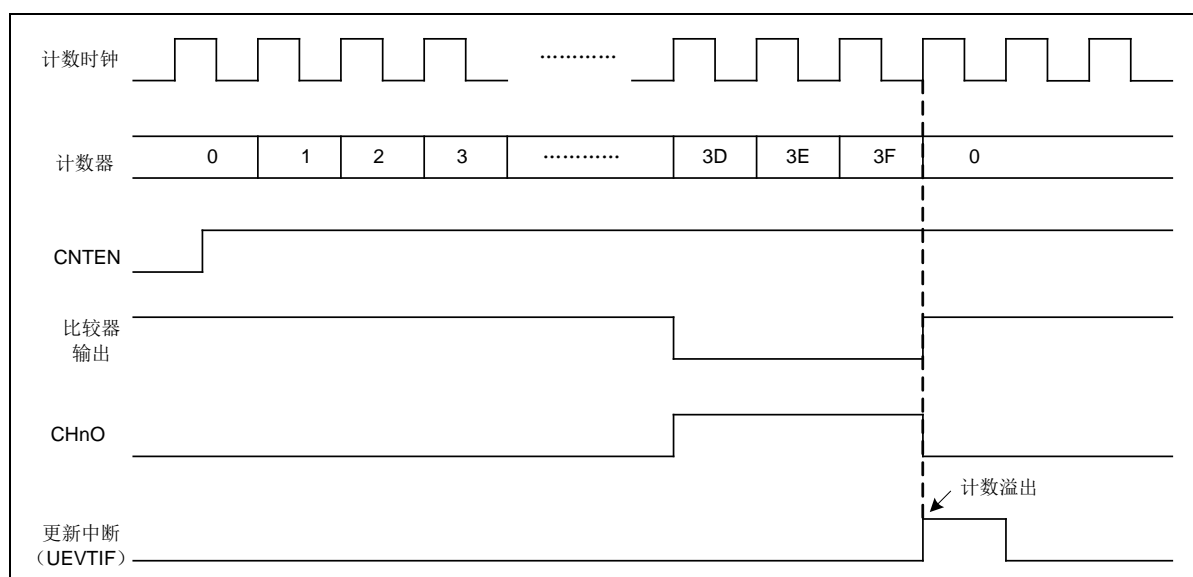 计数时钟
…………
计数器
0 1 2 3 ………… 3D 3E 3F 0
CNTEN
比较器
输出
CHnO
计数溢出
更新中断
（UEVTIF）